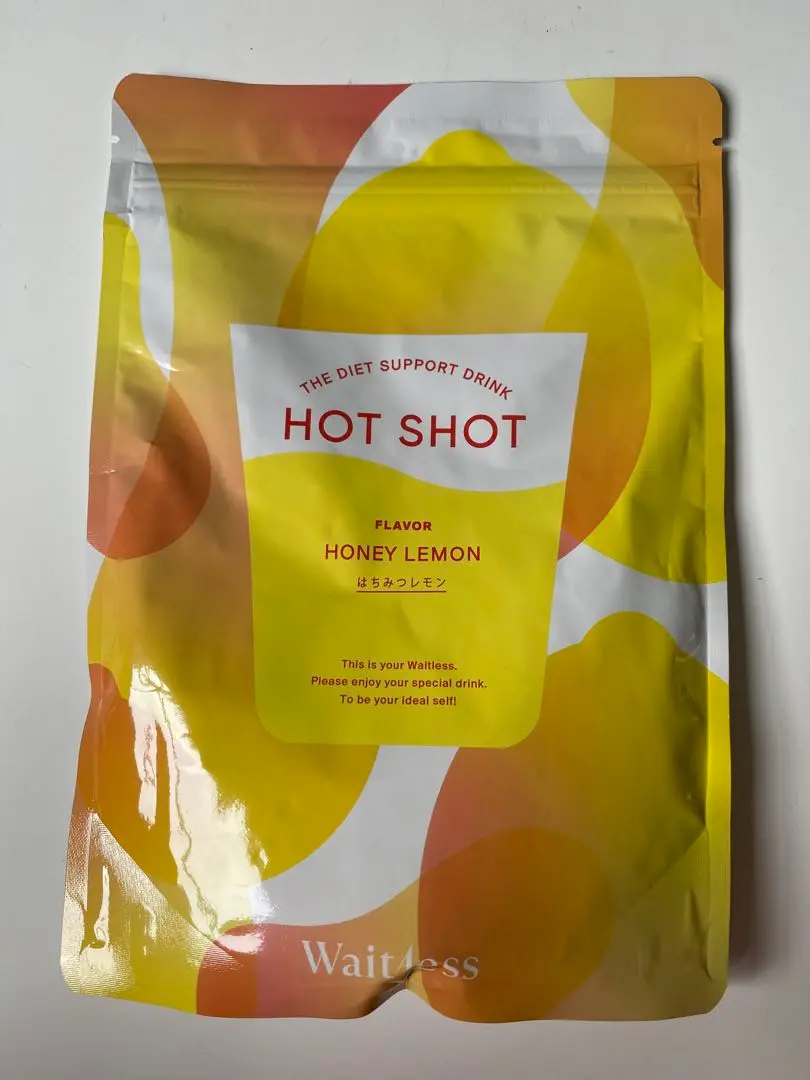 THE DIET SUPPORT DRINK
HOT SHOT
FLAVOR
HONEY LEMON
はちみつレモン
This is your Waitless.
Please enjoy your special drink.
To be your ideal self!
Waitless